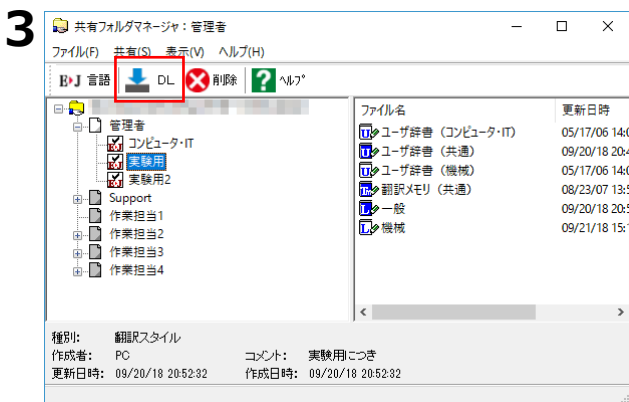 3
共有フォルダマネージャ：管理者
ファイル(F) 共有(S) 表示(V) ヘルプ(H)
E›J 言語 DL 削除 ? ﾍﾙﾌﾟ
管理者
コンピュータ・IT
実験用
実験用2
Support
作業担当1
作業担当2
作業担当3
作業担当4
ファイル名 更新日時
ユーザ辞書（コンピュータ・IT） 05/17/06 14:0
ユーザ辞書（共通） 09/20/18 20:4
ユーザ辞書（機械） 05/17/06 14:0
翻訳メモリ（共通） 08/23/07 13:5
一般 09/20/18 20:5
機械 09/21/18 15:
種別: 翻訳スタイル
作成者: PC コメント: 実験用につき
更新日時: 09/20/18 20:52:32 作成日時: 09/20/18 20:52:32